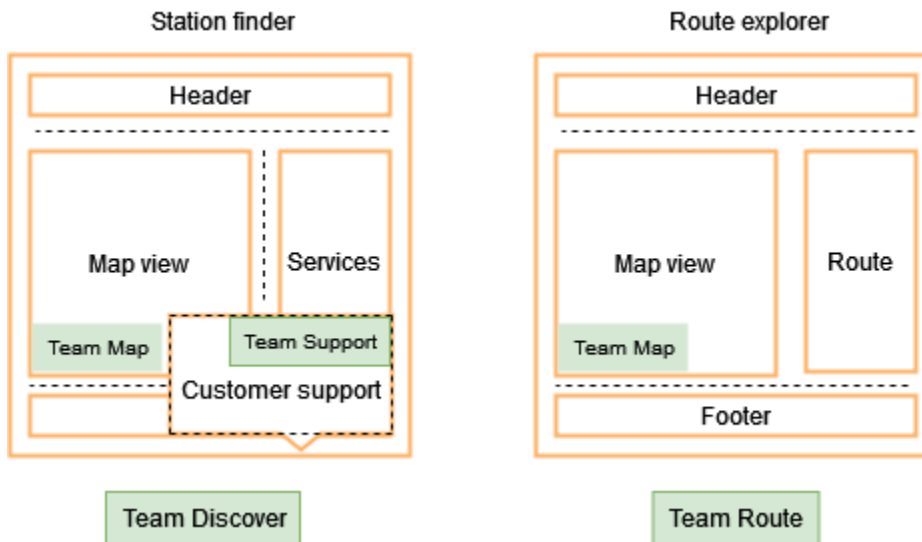 Station finder
Header
Map view
Services
Team Map
Team Support
Customer support
Team Discover
Route explorer
Header
Map view
Route
Team Map
Footer
Team Route